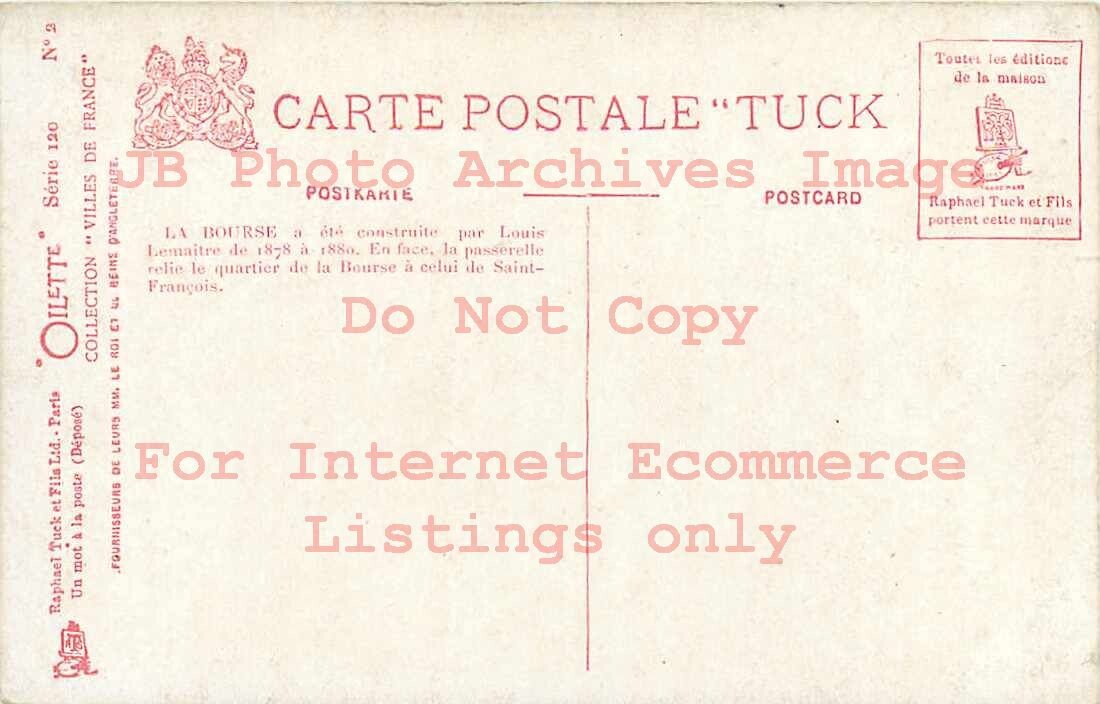 CARTE POSTALE "TUCK
POSTKARTE
POSTCARD
Toutes les éditions
de la maison
TRADE MARK
Raphael Tuck et Fils
portent cette marque
LA BOURSE a été construite par Louis
Lemaître de 1878 à 1880. En face, la passerelle
relie le quartier de la Bourse à celui de Saint-
François.
"OILETTE" Série 120 No 2
COLLECTION "VILLES DE FRANCE"
Raphael Tuck et Fils Ltd. - Paris
Un mot à la poste (Déposé)
FOURNISSEURS DE LEURS MM. LE ROI ET LA REINE D'ANGLETERRE.
JB Photo Archives Image
Do Not Copy
For Internet Ecommerce
Listings only